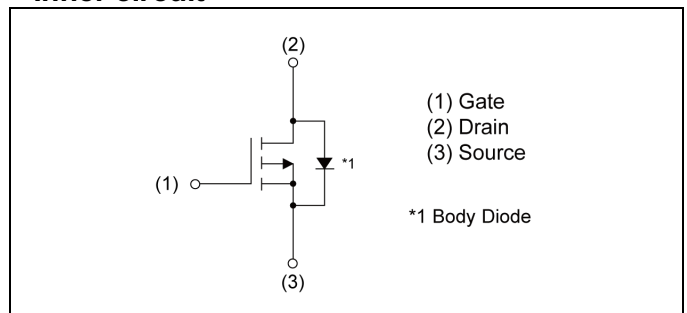 Inner circuit
(2)
(1) Gate
(2) Drain
(3) Source
*1
(1)
*1 Body Diode
(3)